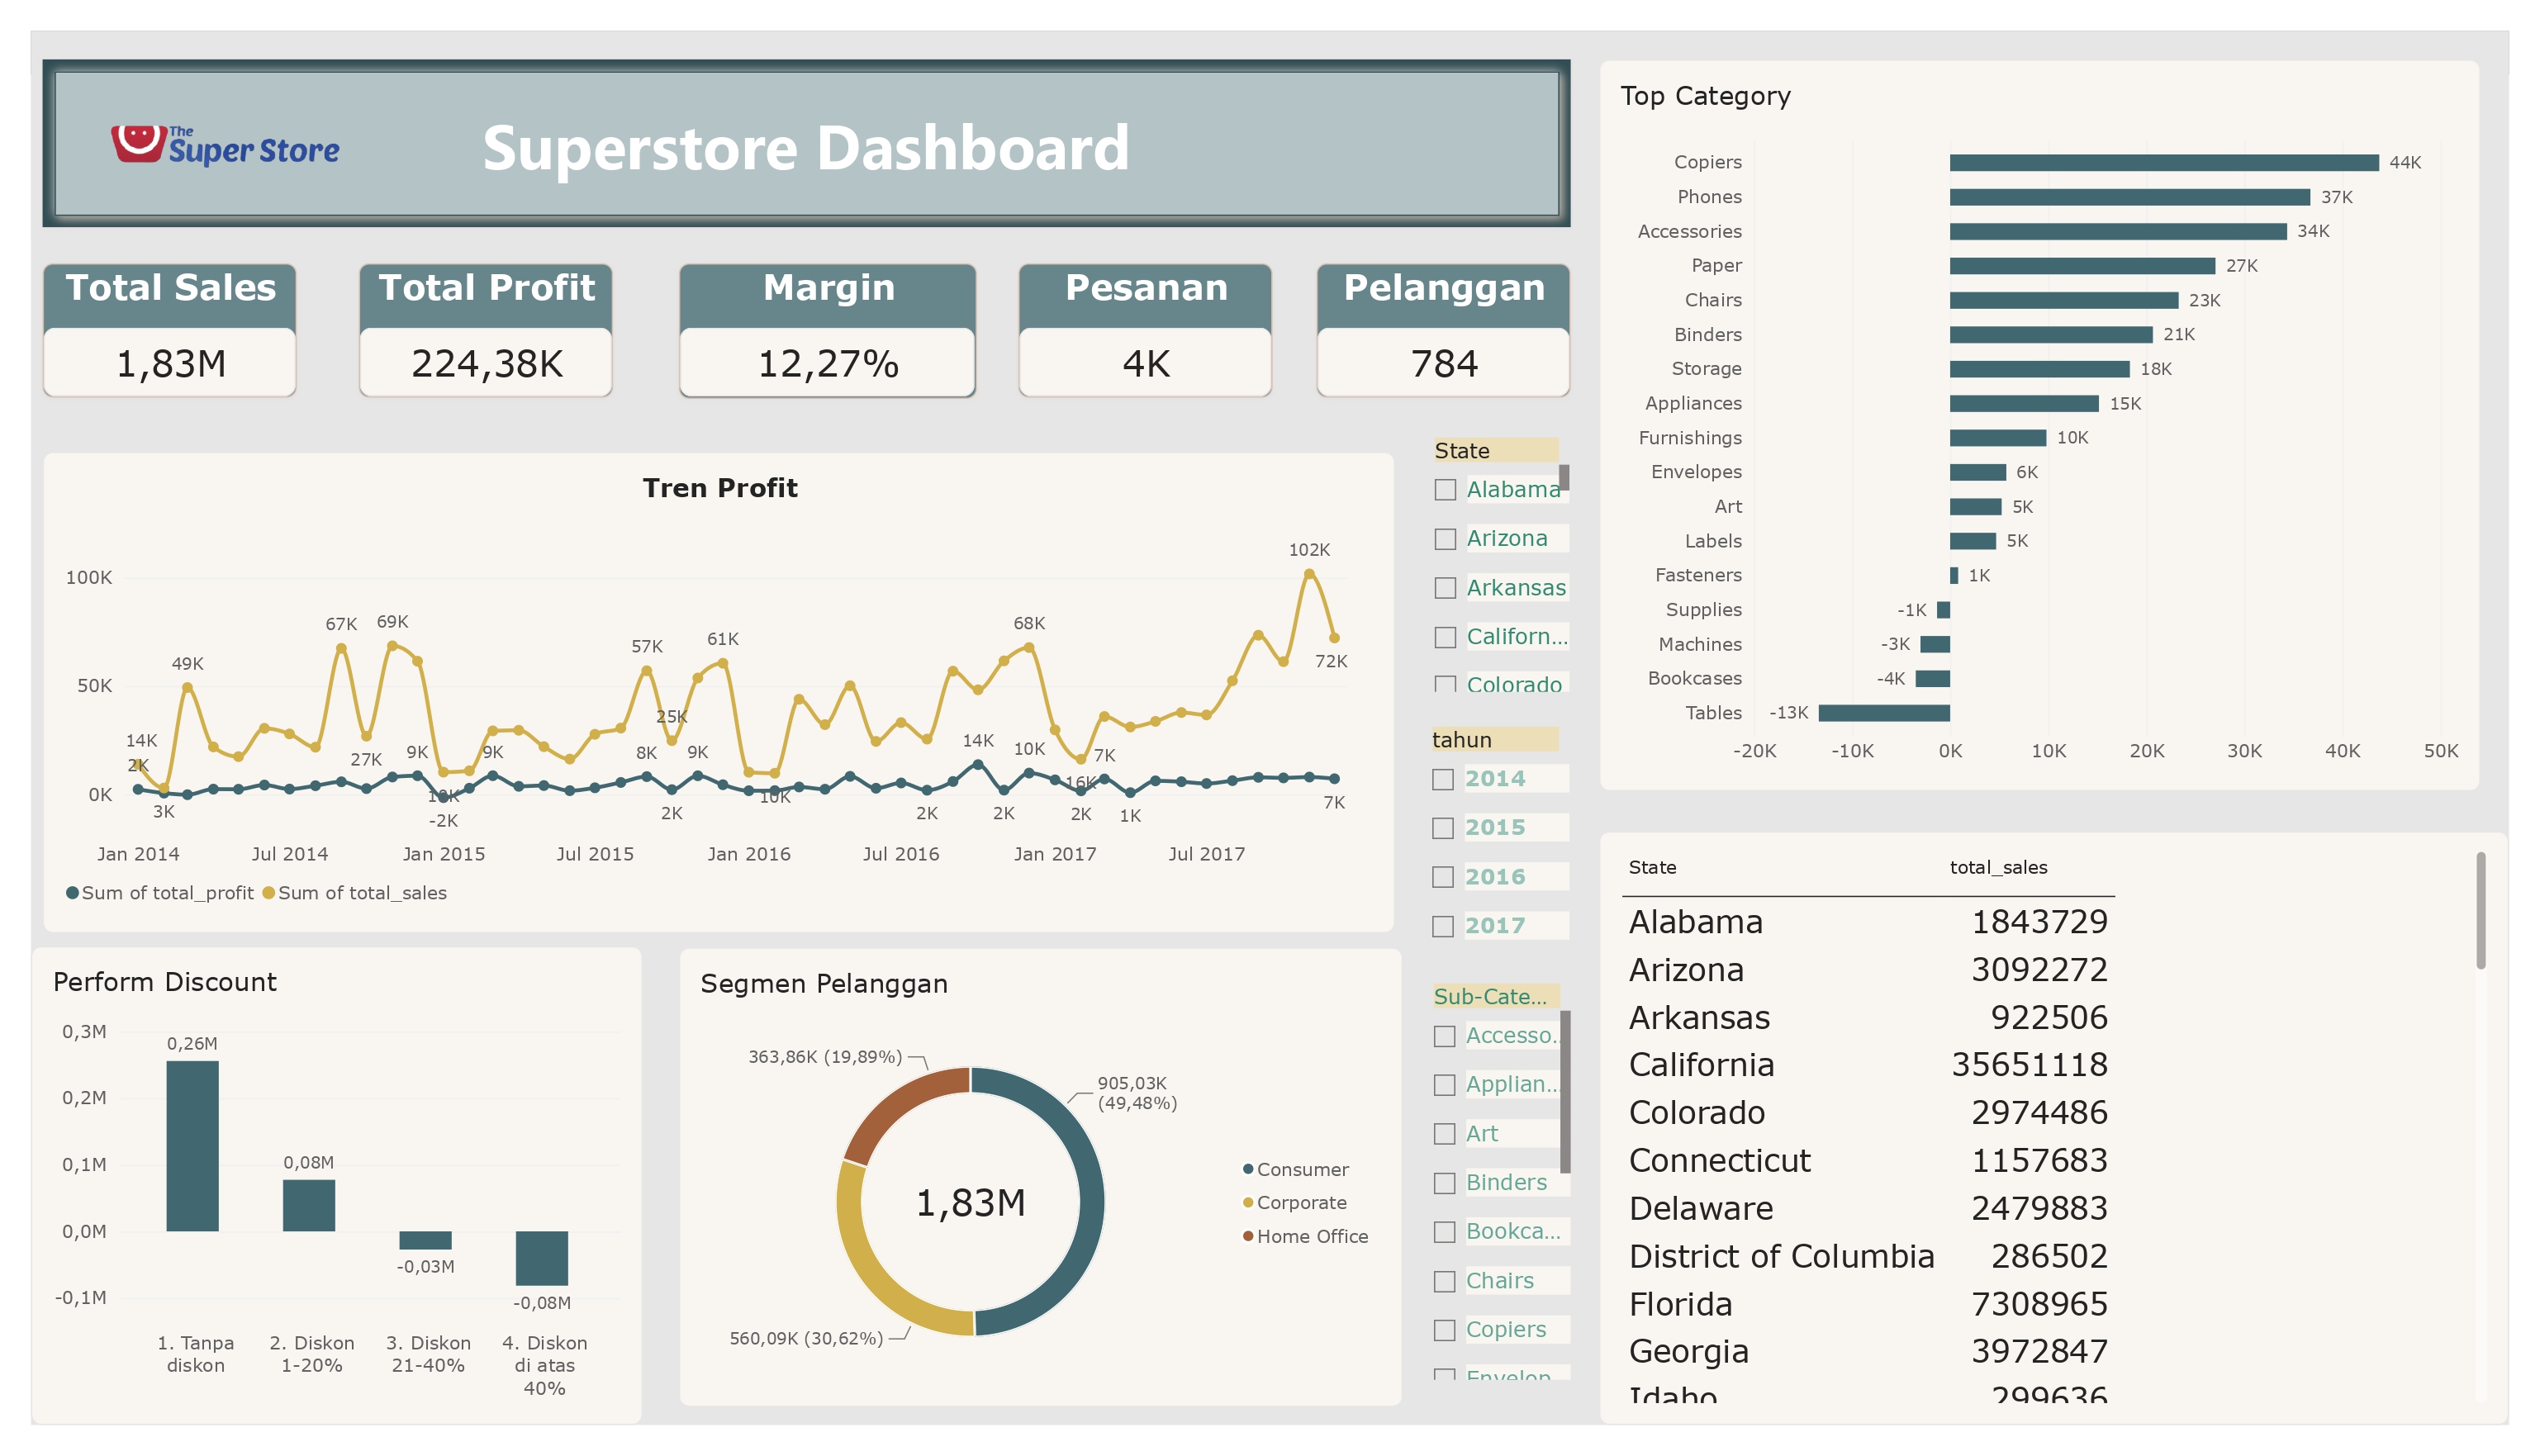 The
Super Store
Superstore Dashboard
Total Sales
1,83M
Total Profit
224,38K
Margin
12,27%
Pesanan
4K
Pelanggan
784
Tren Profit
100K
50K
0K
14K
2K
3K
49K
67K
27K
69K
9K
10K
-2K
9K
57K
8K
25K
2K
9K
61K
10K
2K
14K
2K
68K
10K
16K
2K
7K
1K
102K
72K
7K
Jan 2014
Jul 2014
Jan 2015
Jul 2015
Jan 2016
Jul 2016
Jan 2017
Jul 2017
Sum of total_profit
Sum of total_sales
State
Alabama
Arizona
Arkansas
Californ...
Colorado
tahun
2014
2015
2016
2017
Sub-Cate...
Accesso...
Applian...
Art
Binders
Bookca...
Chairs
Copiers
Envelop
Perform Discount
0,3M
0,2M
0,1M
0,0M
-0,1M
0,26M
0,08M
-0,03M
-0,08M
1. Tanpa
diskon
2. Diskon
1-20%
3. Diskon
21-40%
4. Diskon
di atas
40%
Segmen Pelanggan
363,86K (19,89%)
905,03K
(49,48%)
560,09K (30,62%)
1,83M
Consumer
Corporate
Home Office
Top Category
Copiers 44K
Phones 37K
Accessories 34K
Paper 27K
Chairs 23K
Binders 21K
Storage 18K
Appliances 15K
Furnishings 10K
Envelopes 6K
Art 5K
Labels 5K
Fasteners 1K
Supplies -1K
Machines -3K
Bookcases -4K
Tables -13K
-20K -10K 0K 10K 20K 30K 40K 50K
State total_sales
Alabama 1843729
Arizona 3092272
Arkansas 922506
California 35651118
Colorado 2974486
Connecticut 1157683
Delaware 2479883
District of Columbia 286502
Florida 7308965
Georgia 3972847
Idaho 299636